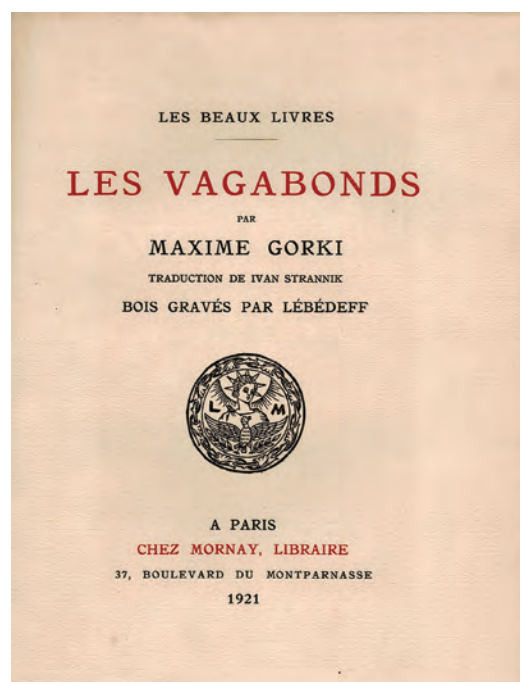 LES BEAUX LIVRES
LES VAGABONDS
PAR
MAXIME GORKI
TRADUCTION DE IVAN STRANNIK
BOIS GRAVÉS PAR LÉBÉDEFF
L M
A PARIS
CHEZ MORNAY, LIBRAIRE
37, BOULEVARD DU MONTPARNASSE
1921